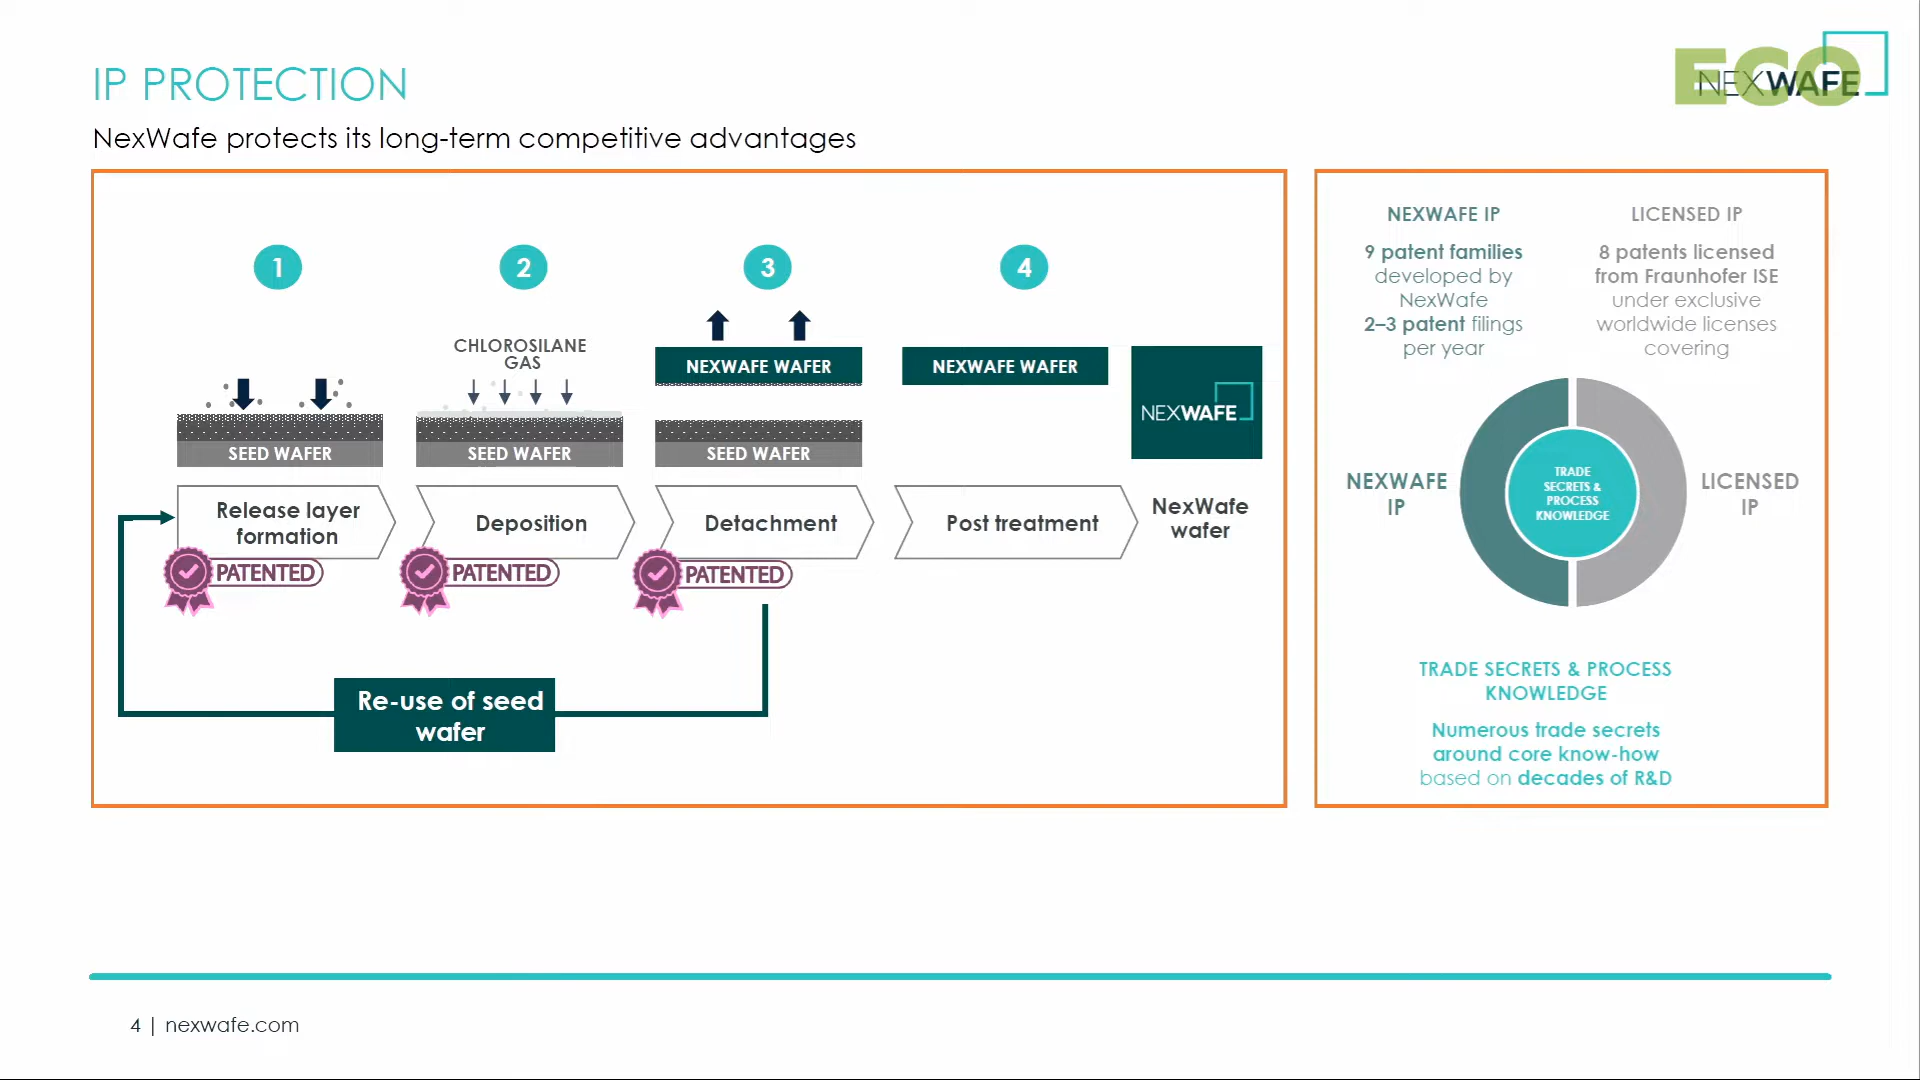 IP PROTECTION
NexWafe protects its long-term competitive advantages
ECO
NEXWAFE
1
2
3
4
CHLOROSILANE
GAS
NEXWAFE WAFER
NEXWAFE WAFER
NEXWAFE
SEED WAFER
SEED WAFER
SEED WAFER
Release layer
formation
Deposition
Detachment
Post treatment
NexWafe
wafer
PATENTED
PATENTED
PATENTED
Re-use of seed
wafer
NEXWAFE IP
9 patent families
developed by
NexWafe
2–3 patent filings
per year
LICENSED IP
8 patents licensed
from Fraunhofer ISE
under exclusive
worldwide licenses
covering
NEXWAFE
IP
TRADE
SECRETS &
PROCESS
KNOWLEDGE
LICENSED
IP
TRADE SECRETS & PROCESS
KNOWLEDGE
Numerous trade secrets
around core know-how
based on decades of R&D
4 | nexwafe.com